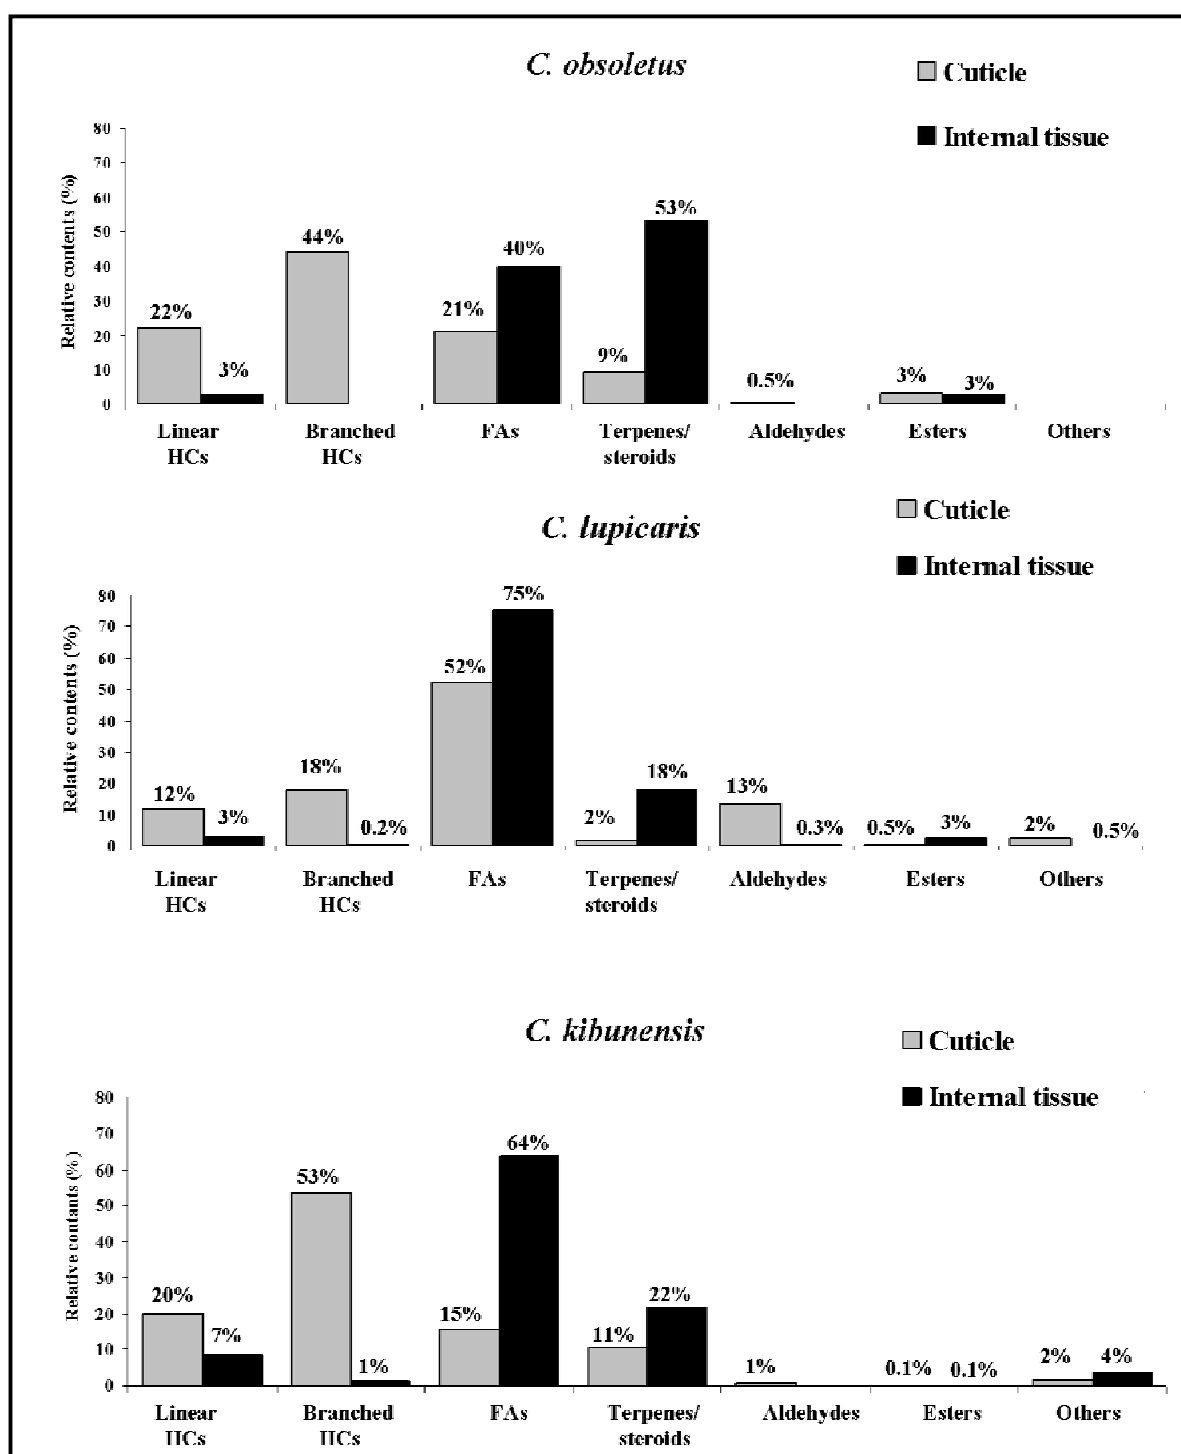 C. obsoletus
Cuticle
Internal tissue
Relative contents (%)
80
70
60
50
40
30
20
10
0
22%
3%
44%
21%
40%
9%
53%
0.5%
3%
3%
Linear HCs
Branched HCs
FAs
Terpenes/ steroids
Aldehydes
Esters
Others
C. lupicaris
Cuticle
Internal tissue
Relative contents (%)
80
70
60
50
40
30
20
10
0
12%
3%
18%
0.2%
52%
75%
2%
18%
13%
0.3%
0.5%
3%
2%
0.5%
Linear HCs
Branched HCs
FAs
Terpenes/ steroids
Aldehydes
Esters
Others
C. kibunensis
Cuticle
Internal tissue
Relative contants (%)
80
70
60
50
40
30
20
10
0
20%
7%
53%
1%
15%
64%
11%
22%
1%
0.1%
0.1%
2%
4%
Linear HCs
Branched HCs
FAs
Terpenes/ steroids
Aldehydes
Esters
Others